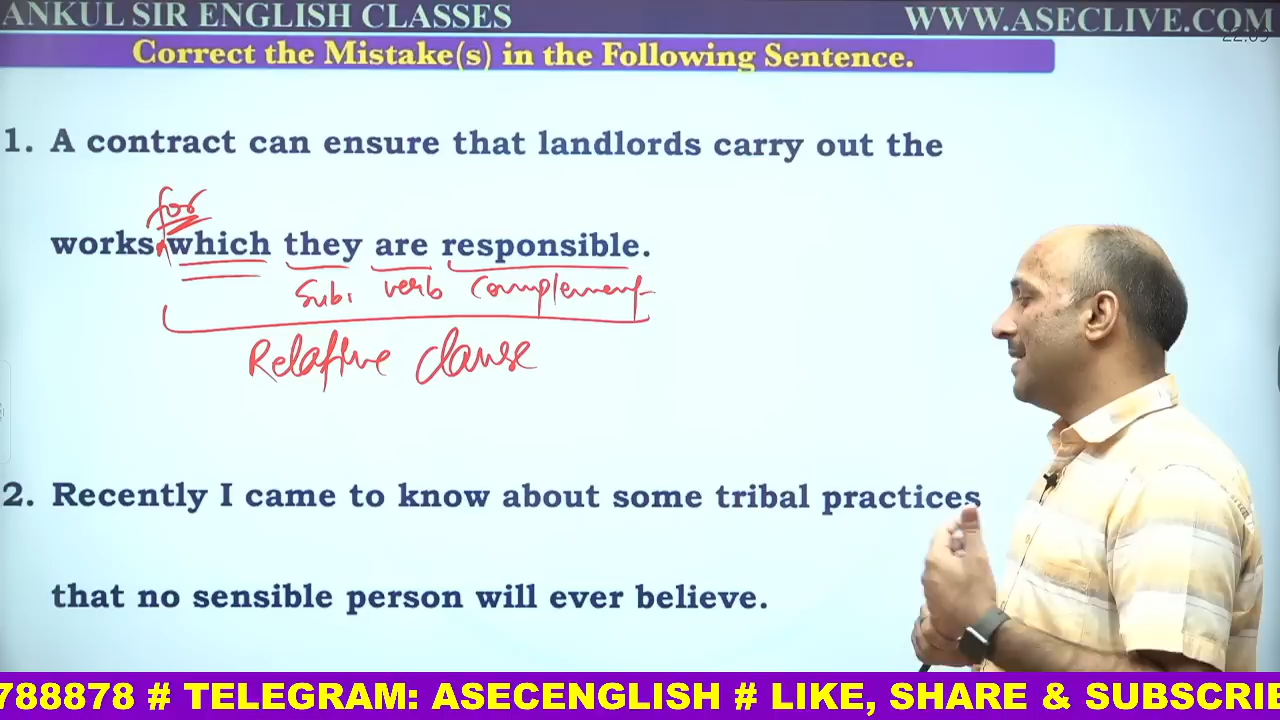 ANKUL SIR ENGLISH CLASSES
WWW.ASECLIVE.COM
Correct the Mistake(s) in the Following Sentence.
1. A contract can ensure that landlords carry out the
for
works which they are responsible.
Sub. verb Complement
Relative clause
2. Recently I came to know about some tribal practices
that no sensible person will ever believe.
788878 # TELEGRAM: ASECENGLISH # LIKE, SHARE & SUBSCRIE